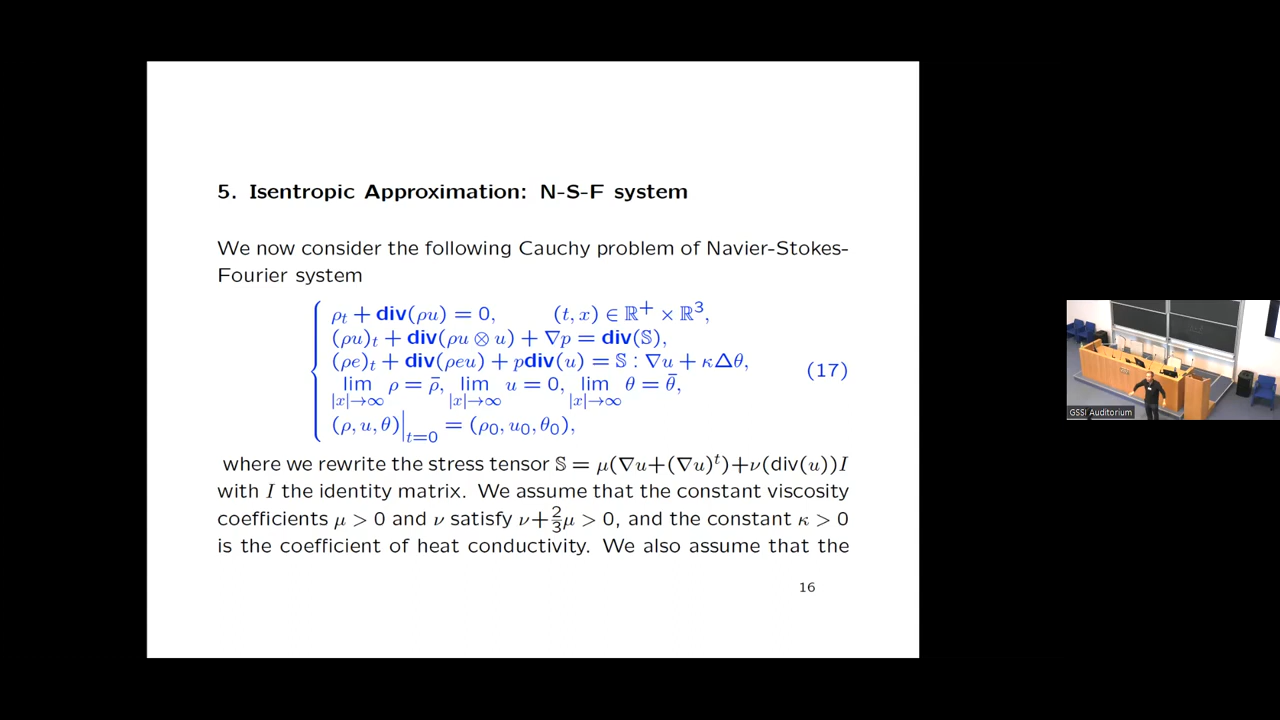 5. Isentropic Approximation: N-S-F system
We now consider the following Cauchy problem of Navier-Stokes-
Fourier system
ρₜ + div(ρu) = 0, (t, x) ∈ ℝ⁺ × ℝ³,
(ρu)ₜ + div(ρu ⊗ u) + ∇p = div(𝕊),
(ρe)ₜ + div(ρeu) + pdiv(u) = 𝕊 : ∇u + κΔθ,
lim_{|x|→∞} ρ = ρ̄, lim_{|x|→∞} u = 0, lim_{|x|→∞} θ = θ̄,
(17)
(ρ, u, θ)|_{t=0} = (ρ₀, u₀, θ₀),
where we rewrite the stress tensor 𝕊 = μ(∇u+(∇u)ᵗ)+ν(div(u))I
with I the identity matrix. We assume that the constant viscosity
coefficients μ > 0 and ν satisfy ν+⅔μ > 0, and the constant κ > 0
is the coefficient of heat conductivity. We also assume that the
16
GSSI Auditorium